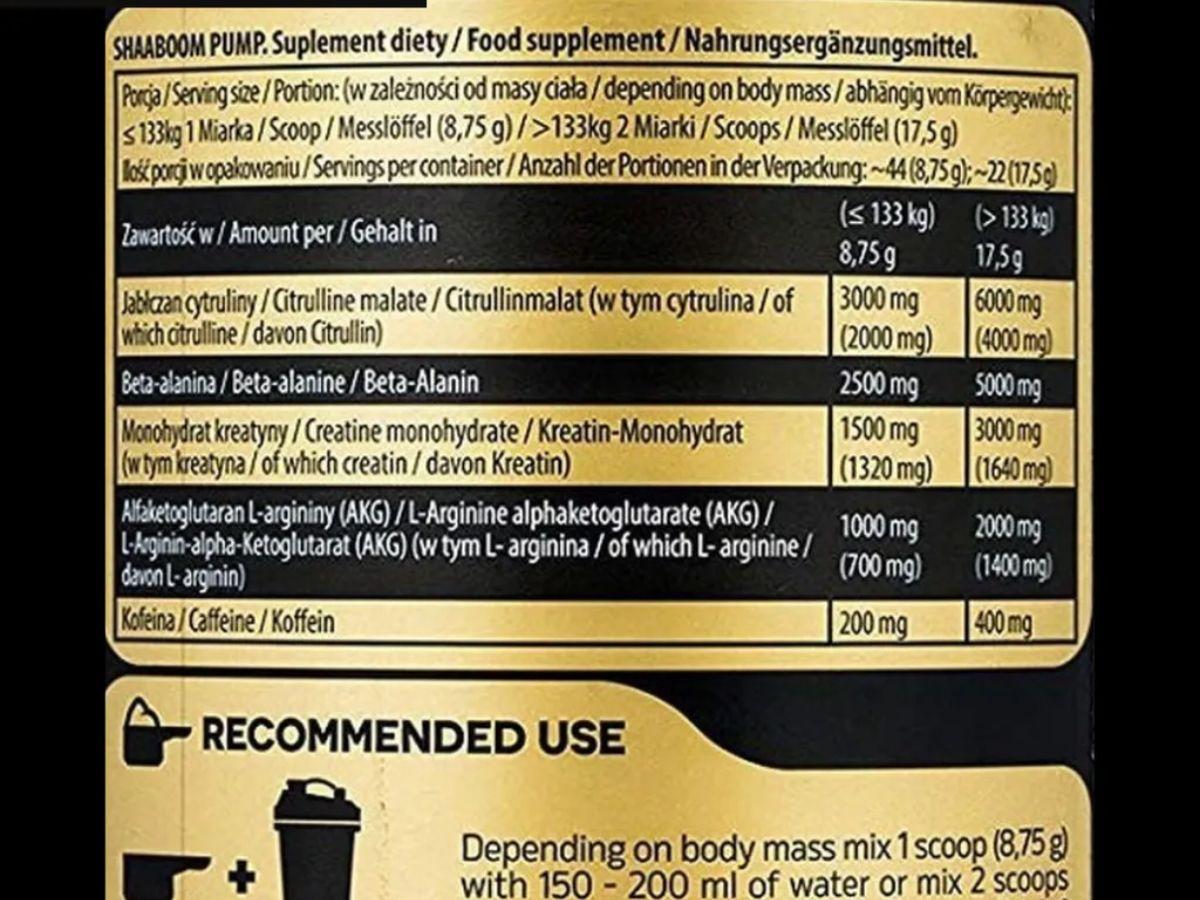 SHAABOOM PUMP. Suplement diety / Food supplement / Nahrungsergänzungsmittel.
Porcja / Serving size / Portion: (w zależności od masy ciała / depending on body mass / abhängig vom Körpergewicht):
≤ 133kg 1 Miarka / Scoop / Messlöffel (8,75 g) / >133kg 2 Miarki / Scoops / Messlöffel (17,5 g)
Ilość porcji w opakowaniu / Servings per container / Anzahl der Portionen in der Verpackung: ~44 (8,75 g); ~22 (17,5 g)
Zawartość w / Amount per / Gehalt in (≤ 133 kg) 8,75 g (> 133 kg) 17,5 g
Jabłczan cytruliny / Citrulline malate / Citrullinmalat (w tym cytrulina / of 3000 mg 6000 mg
which citrulline / davon Citrullin) (2000 mg) (4000 mg)
Beta-alanina / Beta-alanine / Beta-Alanin 2500 mg 5000 mg
Monohydrat kreatyny / Creatine monohydrate / Kreatin-Monohydrat 1500 mg 3000 mg
(w tym kreatyna / of which creatin / davon Kreatin) (1320 mg) (1640 mg)
Alfaketoglutaran L-argininy (AKG) / L-Arginine alphaketoglutarate (AKG) / 1000 mg 2000 mg
L-Arginin-alpha-Ketoglutarat (AKG) (w tym L- arginina / of which L- arginine / (700 mg) (1400 mg)
davon L- arginin)
Kofeina / Caffeine / Koffein 200 mg 400 mg
RECOMMENDED USE
+
Depending on body mass mix 1 scoop (8,75 g)
with 150 - 200 ml of water or mix 2 scoops